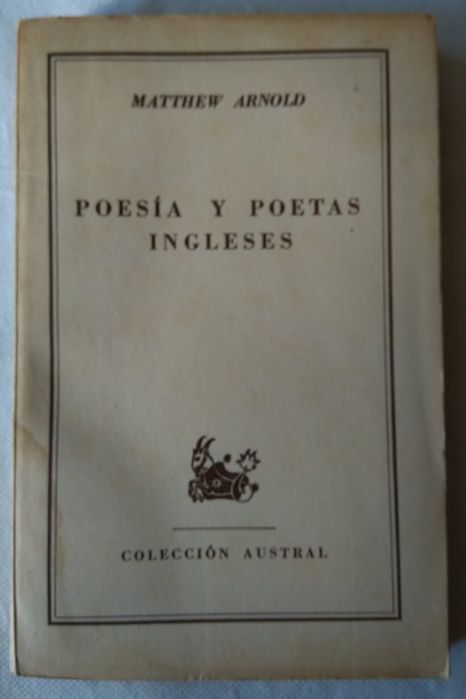 MATTHEW ARNOLD
POESÍA Y POETAS
INGLESES
COLECCIÓN AUSTRAL